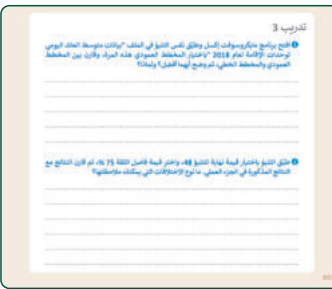 تدريب 3
افتح برنامج مايكروسوفت إكسل وطبّق نفس التنبؤ في الملف "بيانات متوسط العائد اليومي
لوحدات الإقامة لعام 2018 "باختيار المخطط العمودي هذه المرة، وقارن بين المخطط
العمودي والمخطط الخطي، ثم وضح أيهما أفضل؟ ولماذا؟
طبّق التنبؤ باختيار قيمة نهاية للتنبؤ 48، واختر قيمة فاصل الثقة 75 %، ثم قارن النتائج مع
النتائج المذكورة في الجزء العملي. ما نوع الاختلافات التي يمكنك ملاحظتها؟